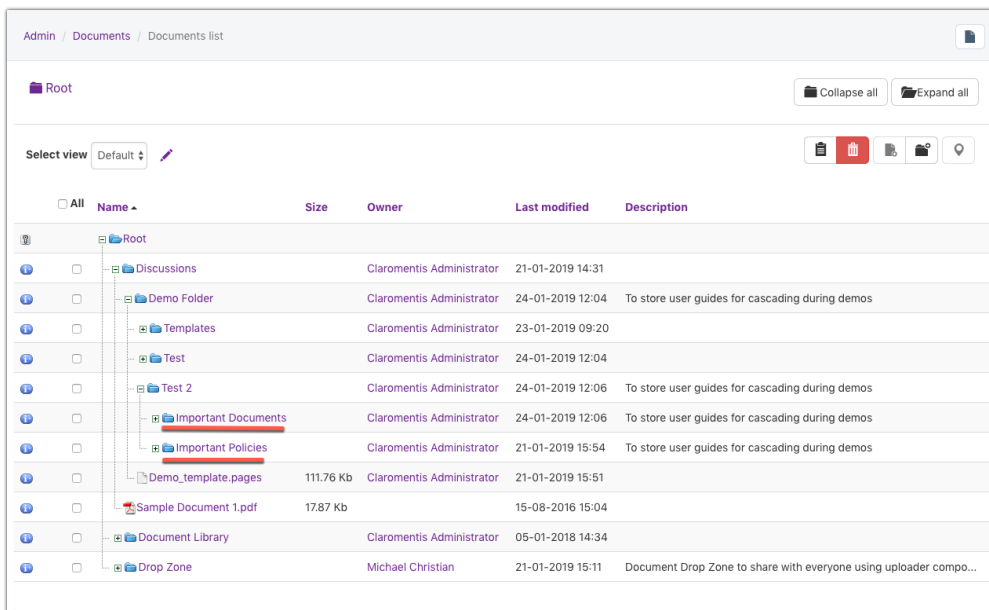 Admin / Documents / Documents list
Root
Collapse all
Expand all
Select view Default
All Name Size Owner Last modified Description
Root
Discussions Claromentis Administrator 21-01-2019 14:31
Demo Folder Claromentis Administrator 24-01-2019 12:04 To store user guides for cascading during demos
Templates Claromentis Administrator 23-01-2019 09:20
Test Claromentis Administrator 24-01-2019 12:04
Test 2 Claromentis Administrator 24-01-2019 12:06 To store user guides for cascading during demos
Important Documents Claromentis Administrator 24-01-2019 12:06 To store user guides for cascading during demos
Important Policies Claromentis Administrator 21-01-2019 15:54 To store user guides for cascading during demos
Demo_template.pages 111.76 Kb Claromentis Administrator 21-01-2019 15:51
Sample Document 1.pdf 17.87 Kb 15-08-2016 15:04
Document Library Claromentis Administrator 05-01-2018 14:34
Drop Zone Michael Christian 21-01-2019 15:11 Document Drop Zone to share with everyone using uploader compo...